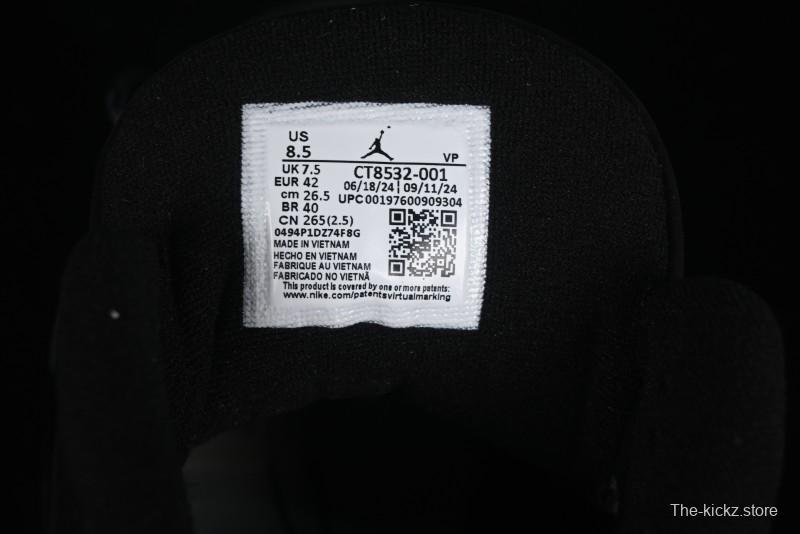 US
8.5
VP
UK 7.5
EUR 42
cm 26.5
BR 40
CN 265(2.5)
CT8532-001
06/18/24 | 09/11/24
UPC 00197600909304
0494P1DZ74F8G
MADE IN VIETNAM
HECHO EN VIETNAM
FABRIQUE AU VIETNAM
FABRICADO NO VIETNÃ
This product is covered by one or more patents:
www.nike.com/patentsvirtualmarking
The-kickz.store